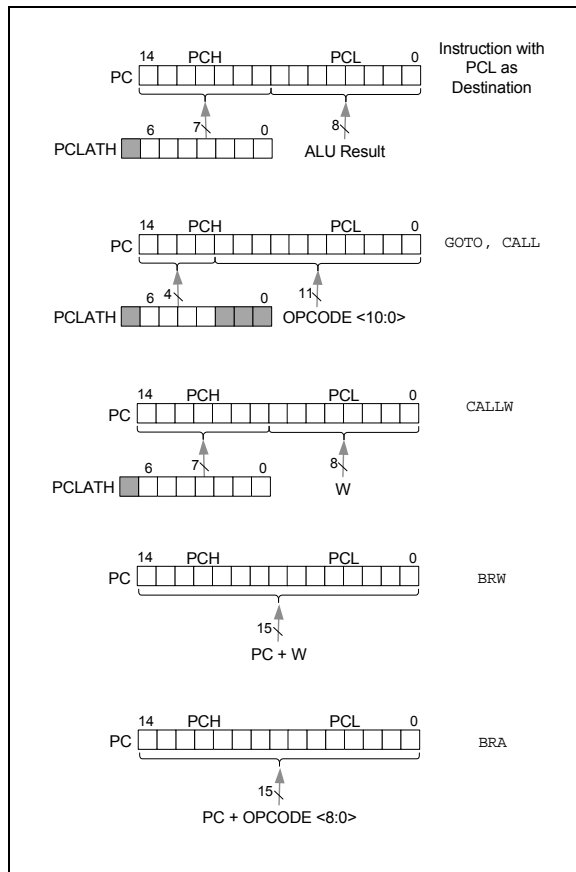 14 PCH PCL 0
Instruction with
PCL as
Destination
PC
6 7 0 8
PCLATH
ALU Result
14 PCH PCL 0
PC
GOTO, CALL
6 4 0 11
PCLATH
OPCODE <10:0>
14 PCH PCL 0
PC
CALLW
6 7 0 8
PCLATH
W
14 PCH PCL 0
PC
BRW
15
PC + W
14 PCH PCL 0
PC
BRA
15
PC + OPCODE <8:0>